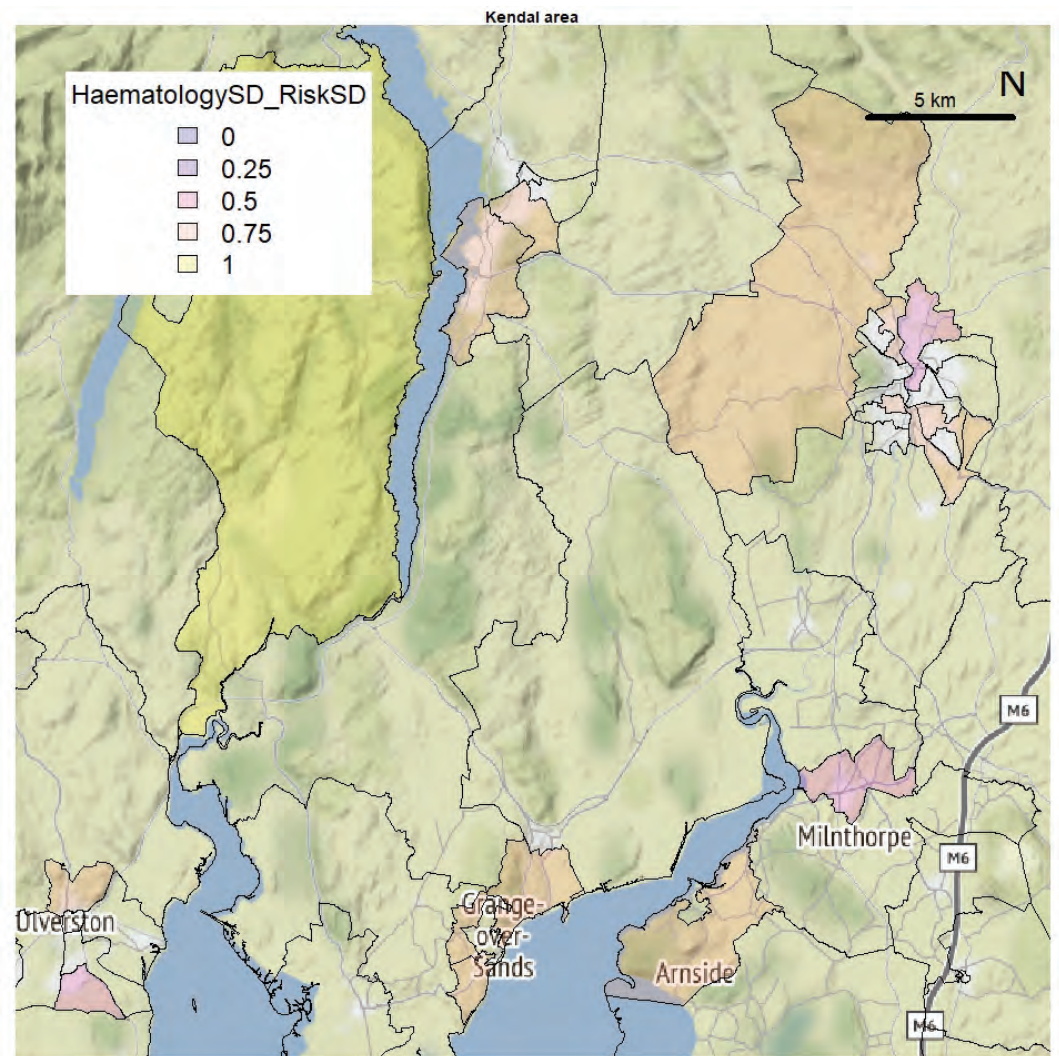 Kendal area
HaematologySD_RiskSD
0
0.25
0.5
0.75
1
N
5 km
M6
Milnthorpe
M6
Ulverston
Grange-
over-
Sands
Arnside
M6